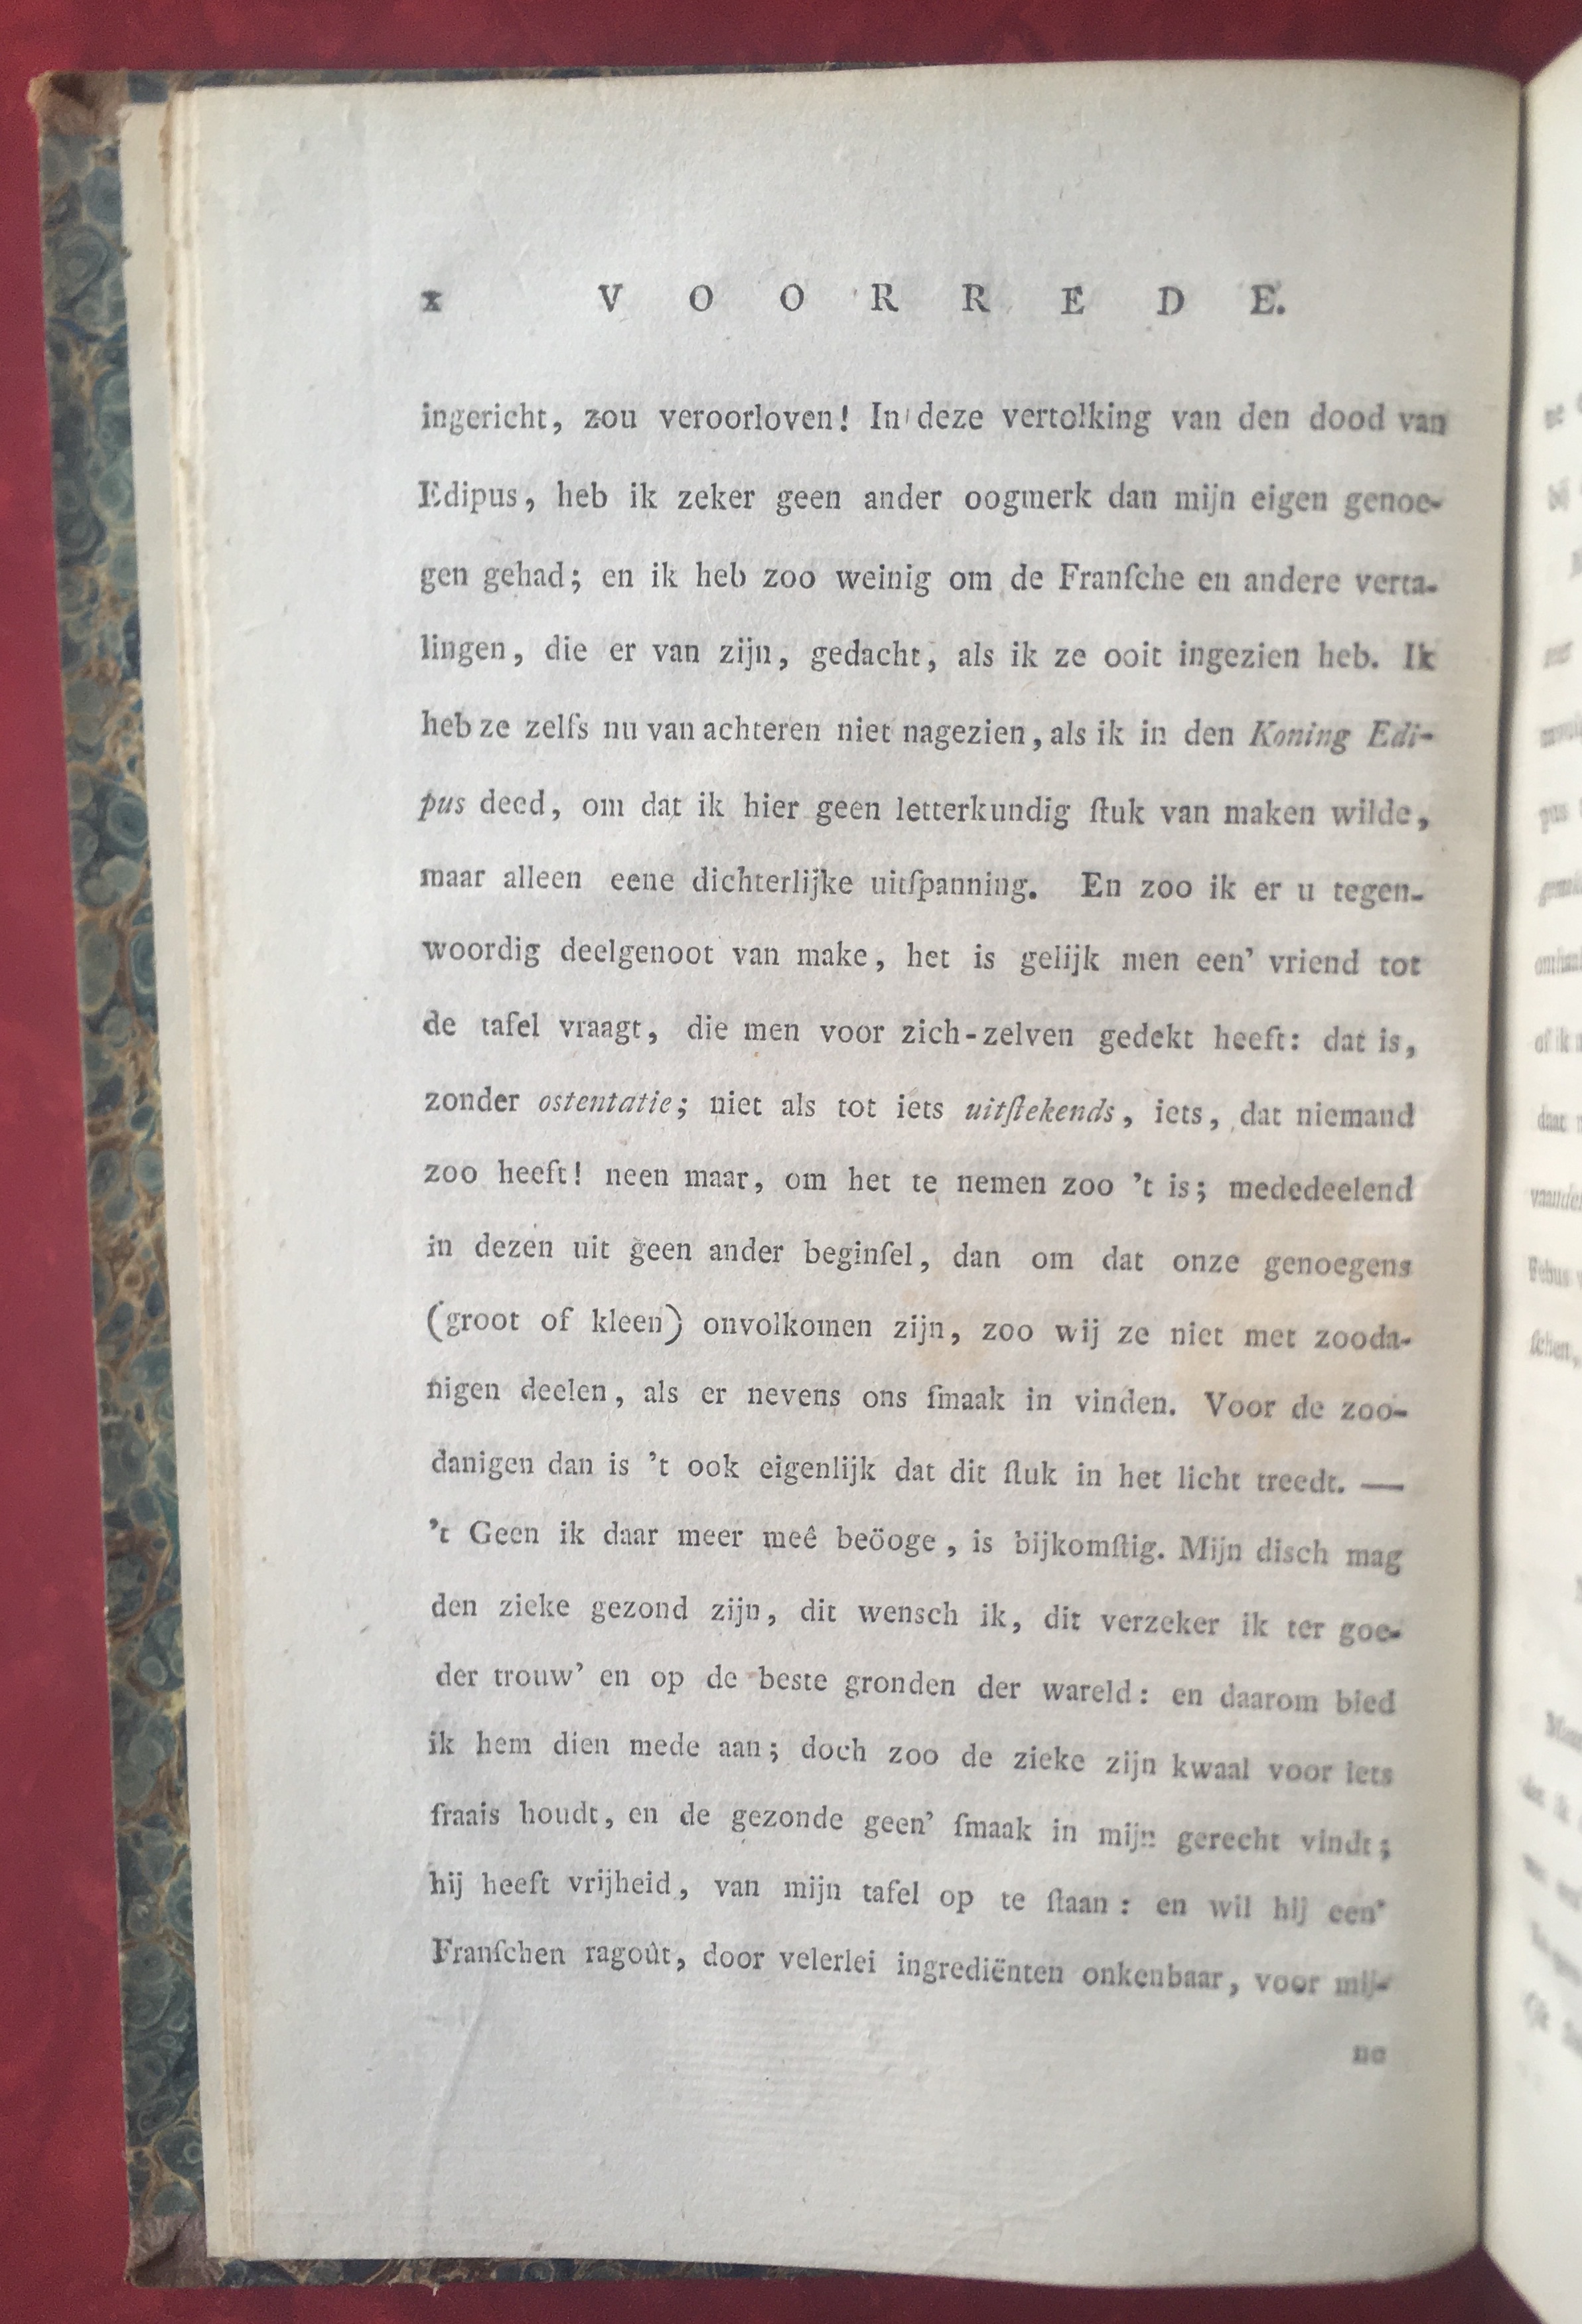 x V O O R R E D E.
ingericht, zou veroorloven! In deze vertolking van den dood van
Edipus, heb ik zeker geen ander oogmerk dan mijn eigen genoe-
gen gehad; en ik heb zoo weinig om de Franſche en andere verta-
lingen, die er van zijn, gedacht, als ik ze ooit ingezien heb. Ik
heb ze zelfs nu van achteren niet nagezien, als ik in den Koning Edi-
pus deed, om dat ik hier geen letterkundig ſtuk van maken wilde,
maar alleen eene dichterlijke uitſpanning. En zoo ik er u tegen-
woordig deelgenoot van make, het is gelijk men een' vriend tot
de tafel vraagt, die men voor zich-zelven gedekt heeft: dat is,
zonder ostentatie; niet als tot iets uitſtekends, iets, dat niemand
zoo heeft! neen maar, om het te nemen zoo 't is; mededeelend
in dezen uit geen ander beginſel, dan om dat onze genoegens
(groot of kleen) onvolkomen zijn, zoo wij ze niet met zooda-
nigen deelen, als er nevens ons ſmaak in vinden. Voor de zoo-
danigen dan is 't ook eigenlijk dat dit ſtuk in het licht treedt. —
't Geen ik daar meer meê beöoge, is bijkomſtig. Mijn disch mag
den zieke gezond zijn, dit wensch ik, dit verzeker ik ter goe-
der trouw' en op de beste gronden der wareld: en daarom bied
ik hem dien mede aan; doch zoo de zieke zijn kwaal voor iets
fraais houdt, en de gezonde geen' ſmaak in mijn gerecht vindt;
hij heeft vrijheid, van mijn tafel op te ſtaan: en wil hij een'
Franſchen ragoût, door velerlei ingrediënten onkenbaar, voor mij-
ne